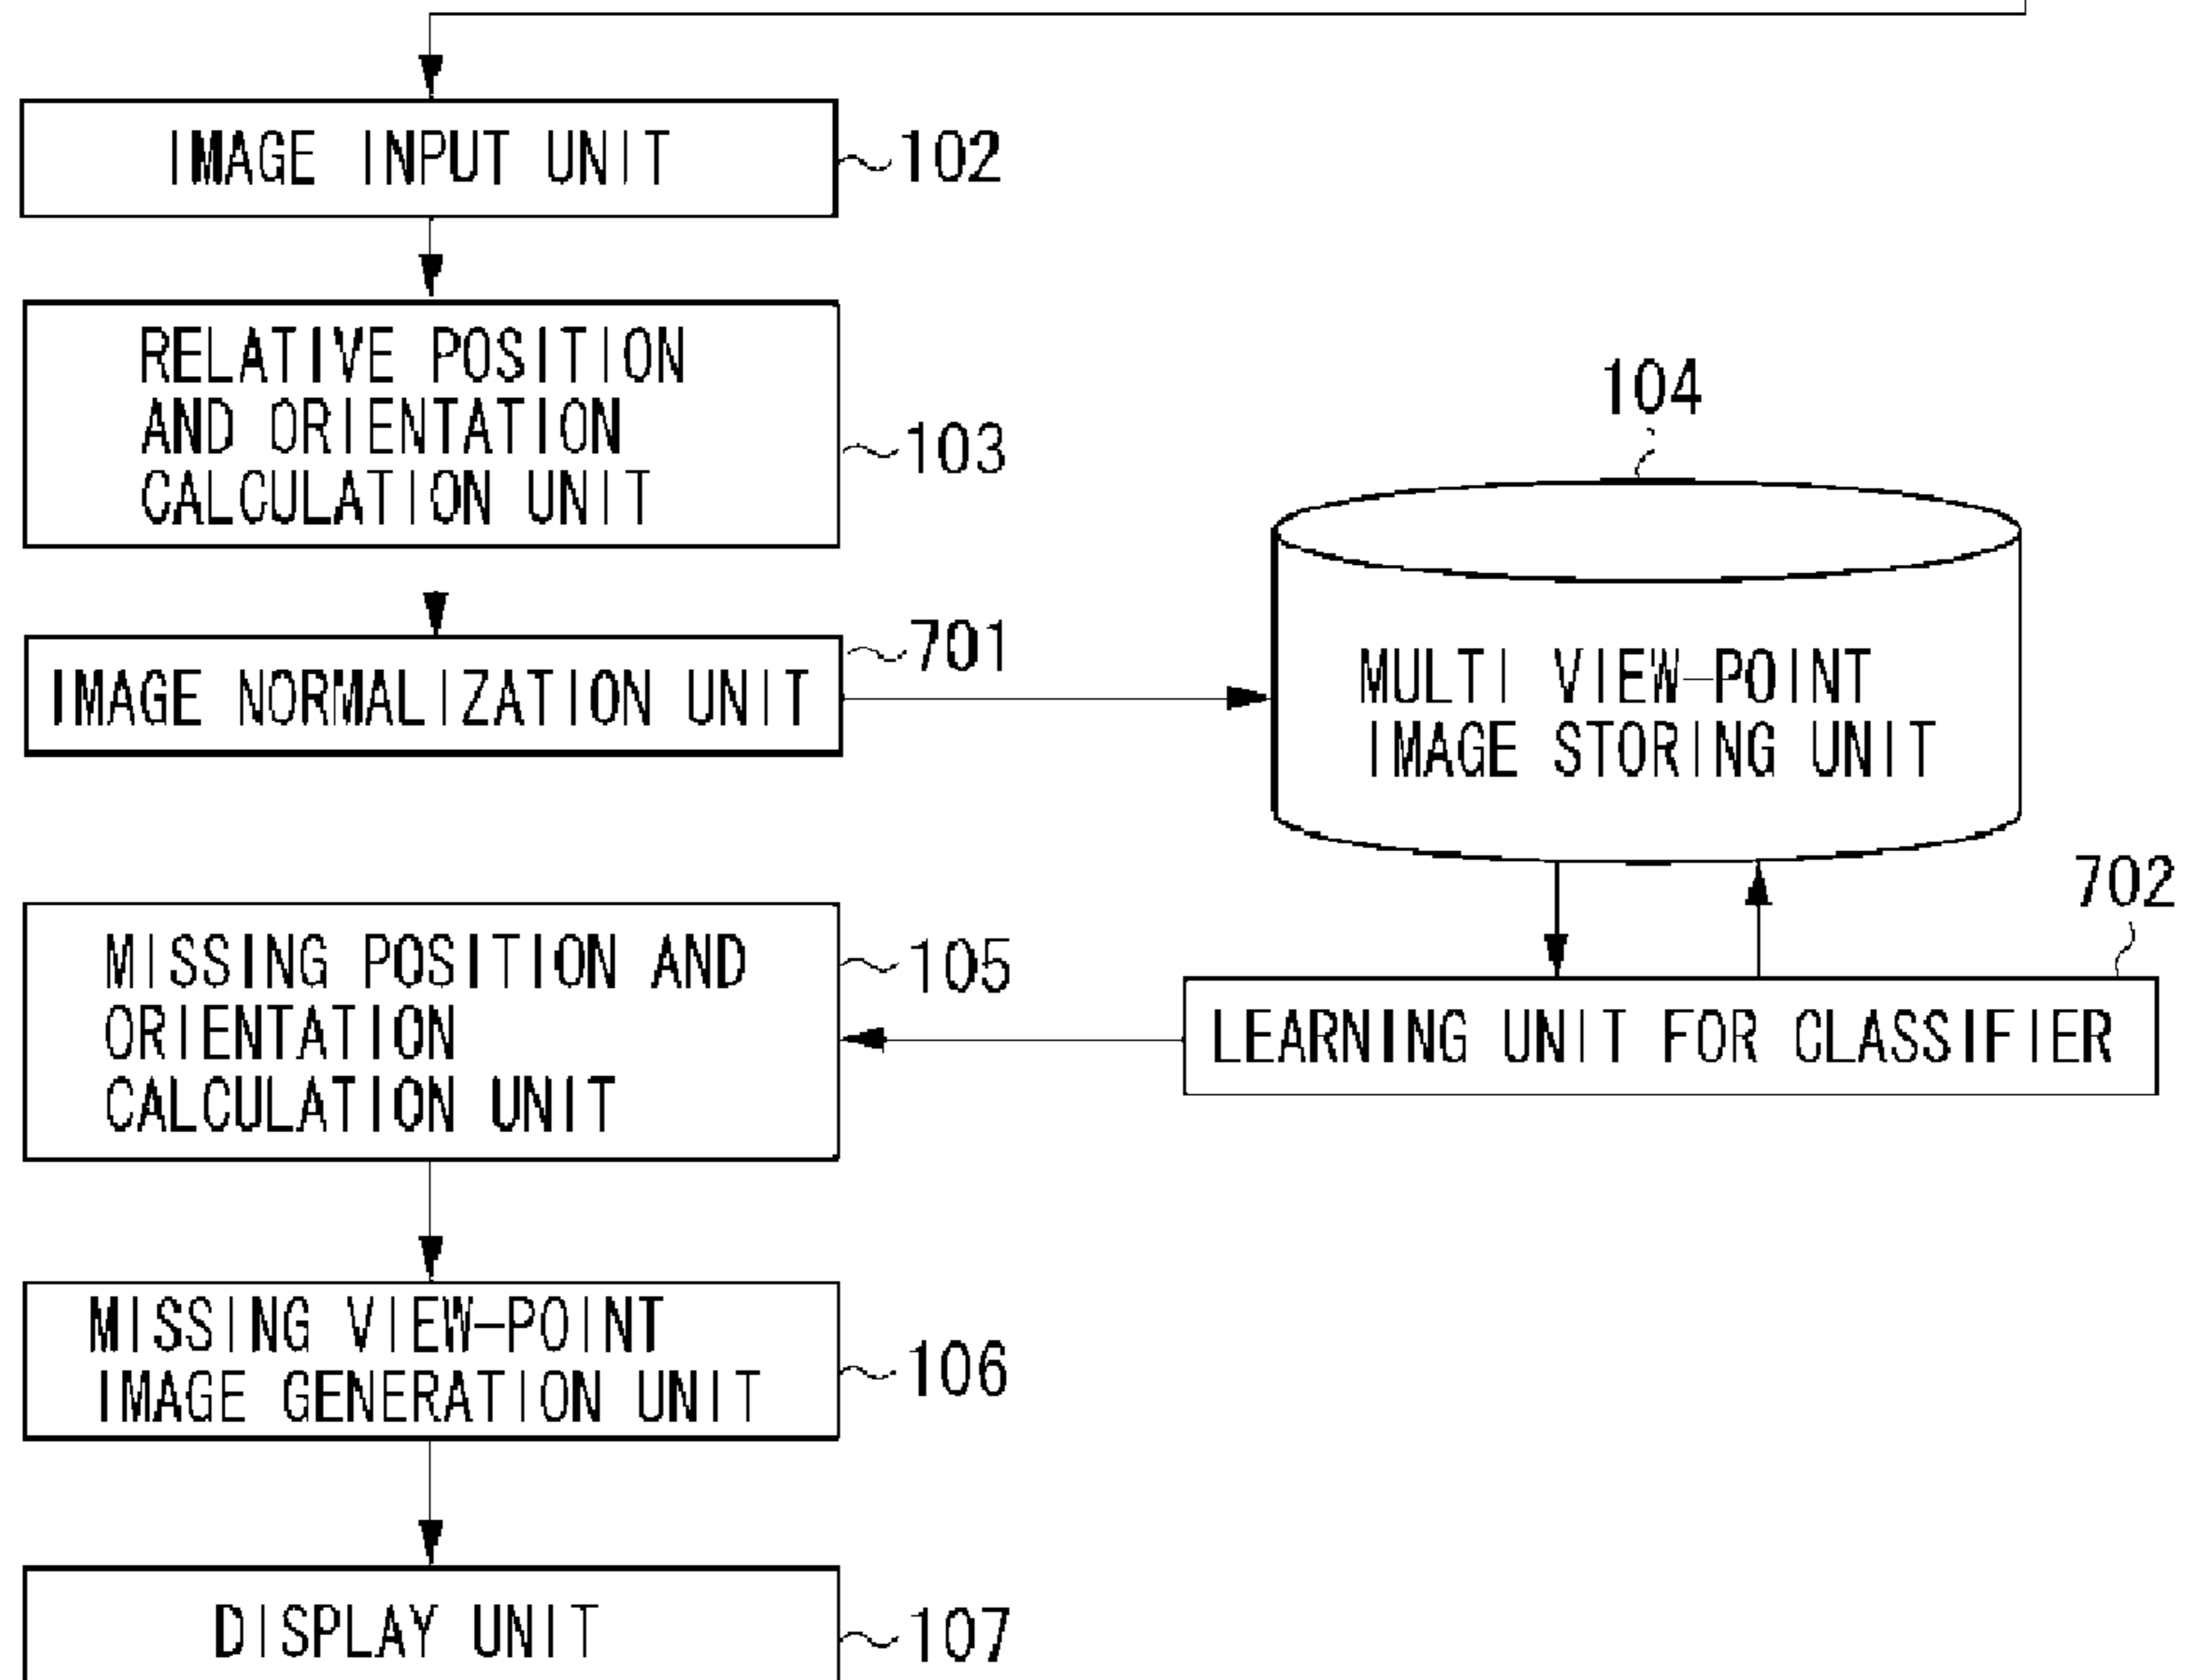 IMAGE INPUT UNIT
102
RELATIVE POSITION
AND ORIENTATION
CALCULATION UNIT
103
104
IMAGE NORMALIZATION UNIT
701
MULTI VIEW-POINT
IMAGE STORING UNIT
702
MISSING POSITION AND
ORIENTATION
CALCULATION UNIT
105
LEARNING UNIT FOR CLASSIFIER
MISSING VIEW-POINT
IMAGE GENERATION UNIT
106
DISPLAY UNIT
107